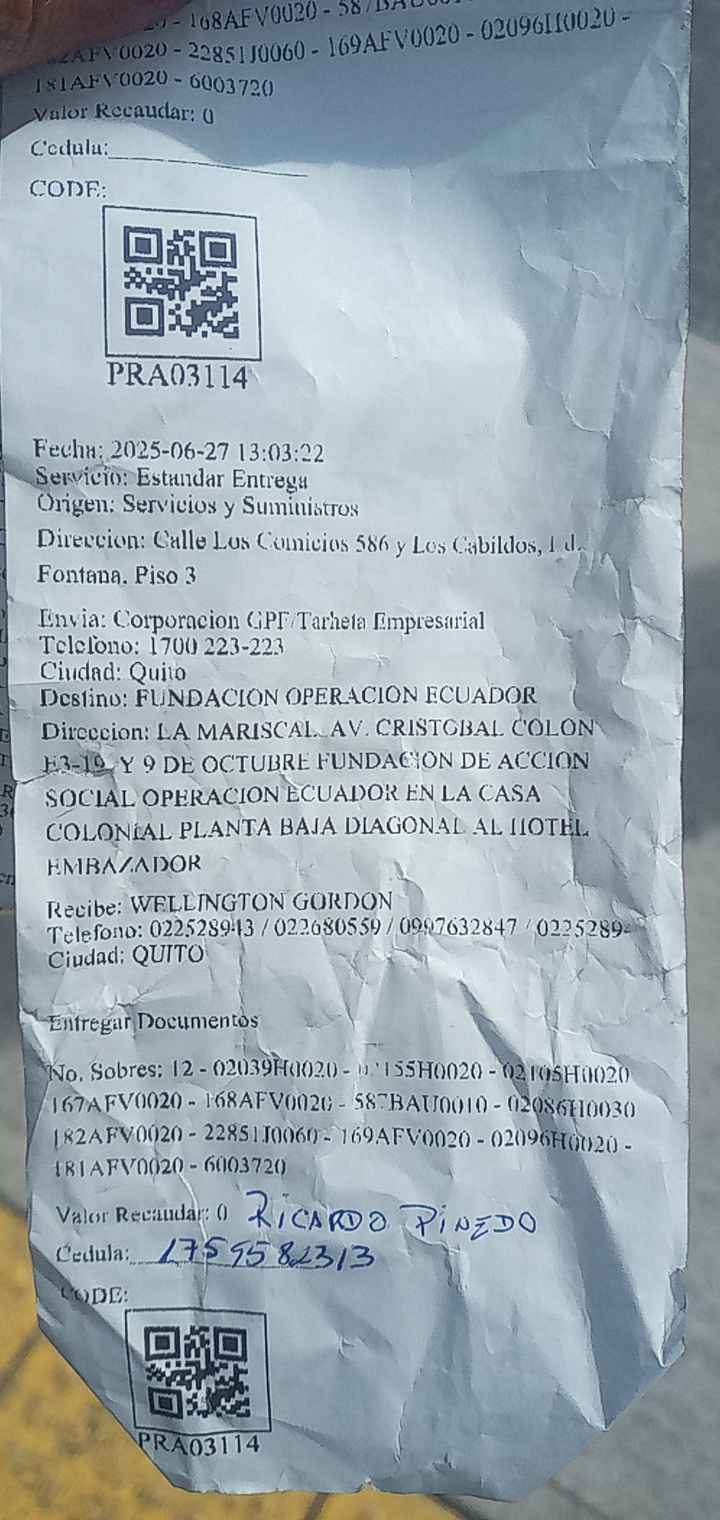 - 168AFV0020 -
- 22851J0060 - 169AFV0020 - 02096H0020 -
181AFV0020 - 6003720
Valor Recaudar: 0
Cedula:
CODE:
PRA03114
Fecha: 2025-06-27 13:03:22
Servicio: Estandar Entrega
Origen: Servicios y Suministros
Direccion: Calle Los Comicios 586 y Los Cabildos, Ed.
Fontana. Piso 3
Envia: Corporacion GPF/Tarheta Empresarial
Telefono: 1700 223-223
Ciudad: Quito
Destino: FUNDACION OPERACION ECUADOR
Direccion: LA MARISCAL. AV. CRISTOBAL COLON
E3-19 Y 9 DE OCTUBRE FUNDACION DE ACCION
SOCIAL OPERACION ECUADOR EN LA CASA
COLONIAL PLANTA BAJA DIAGONAL AL HOTEL
EMBAZADOR
Recibe: WELLINGTON GORDON
Telefono: 022528943 / 022680559 / 0997632847 / 0225289
Ciudad: QUITO
Entregar Documentos
No. Sobres: 12 - 02039H0020 - - 02105H0020
167AFV0020 - 168AFV0020 - 587BAU0010 - 02086H0030
182AFV0020 - 22851J0060 - 169AFV0020 - 02096H0020 -
181AFV0020 - 6003720
Valor Recaudar: 0 RICARDO PINEDO
Cedula: 1759582313
CODE:
PRA03114